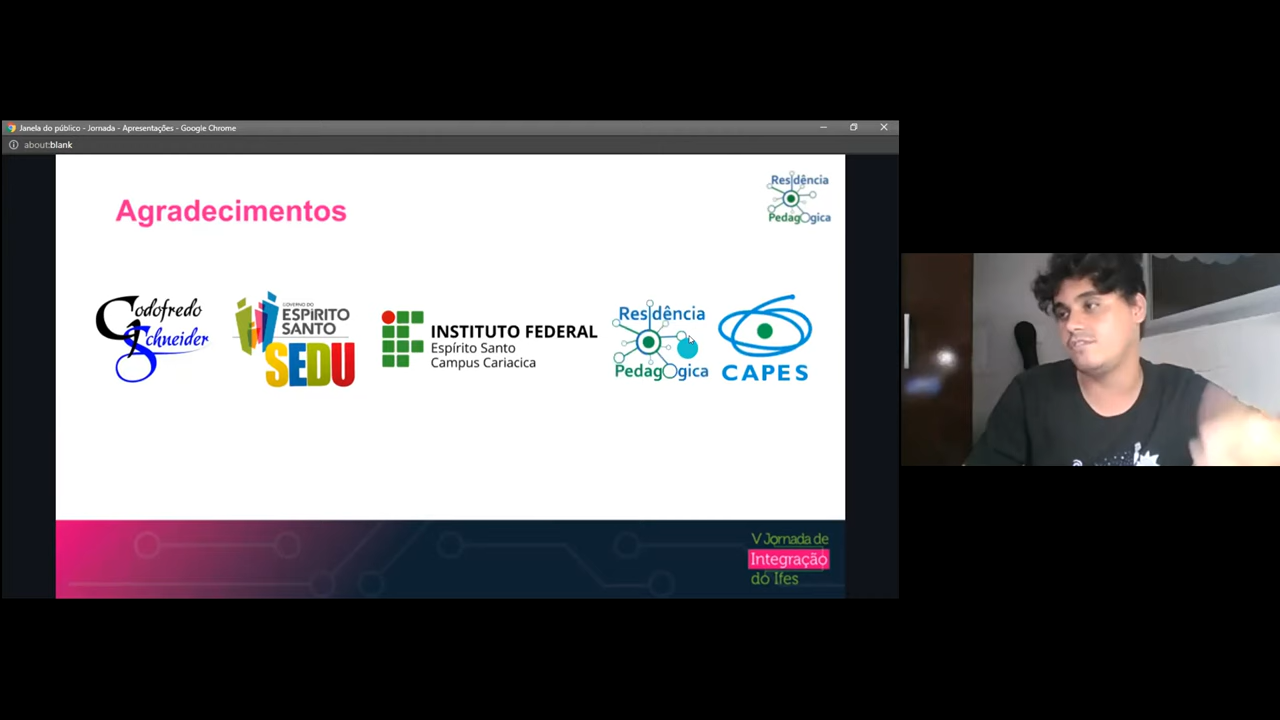 Janela do público - Jornada - Apresentações - Google Chrome
about:blank
Residência
Pedagógica
Agradecimentos
Godofredo
Schneider
GOVERNO DO
ESPÍRITO
SANTO
SEDU
INSTITUTO FEDERAL
Espírito Santo
Campus Cariacica
Residência
Pedagógica
CAPES
V Jornada de
Integração
do Ifes